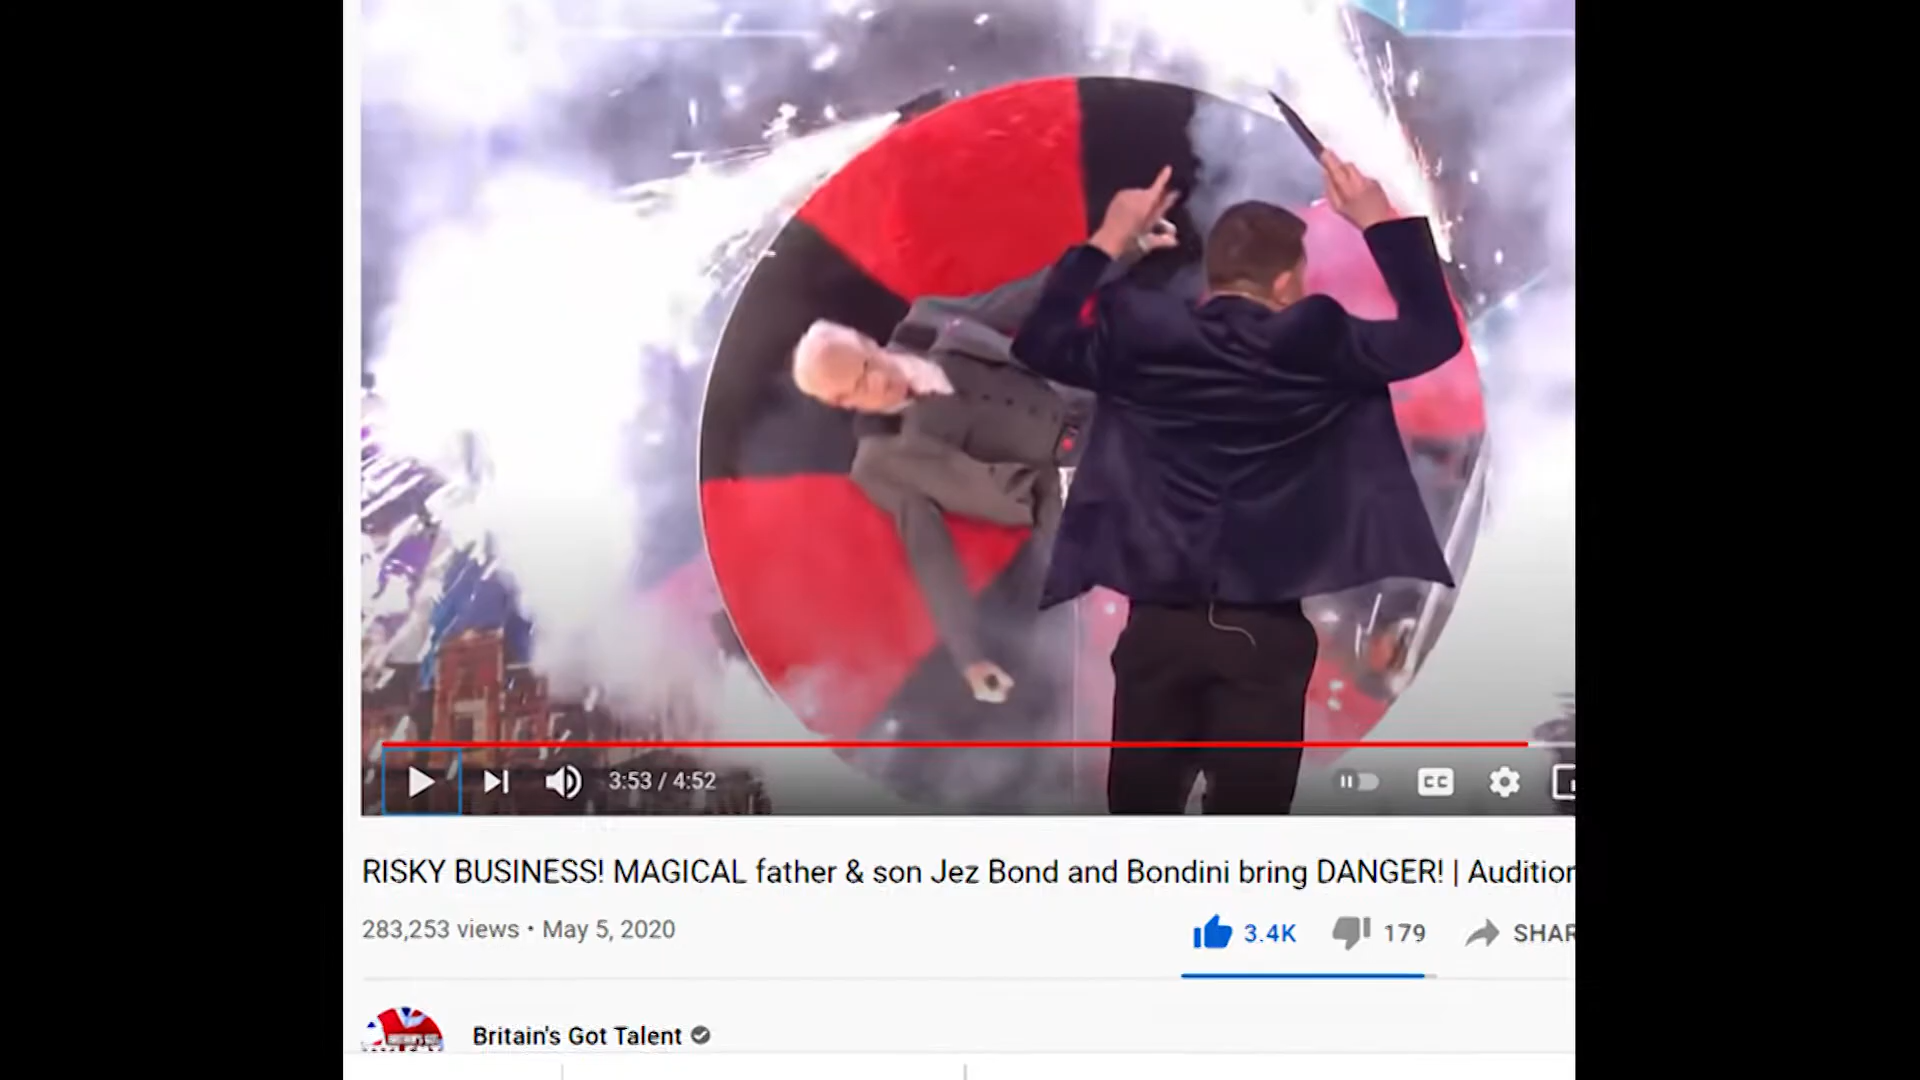 3:53 / 4:52
CC
RISKY BUSINESS! MAGICAL father & son Jez Bond and Bondini bring DANGER! | Audition
283,253 views • May 5, 2020
3.4K
179
SHAR
Britain's Got Talent